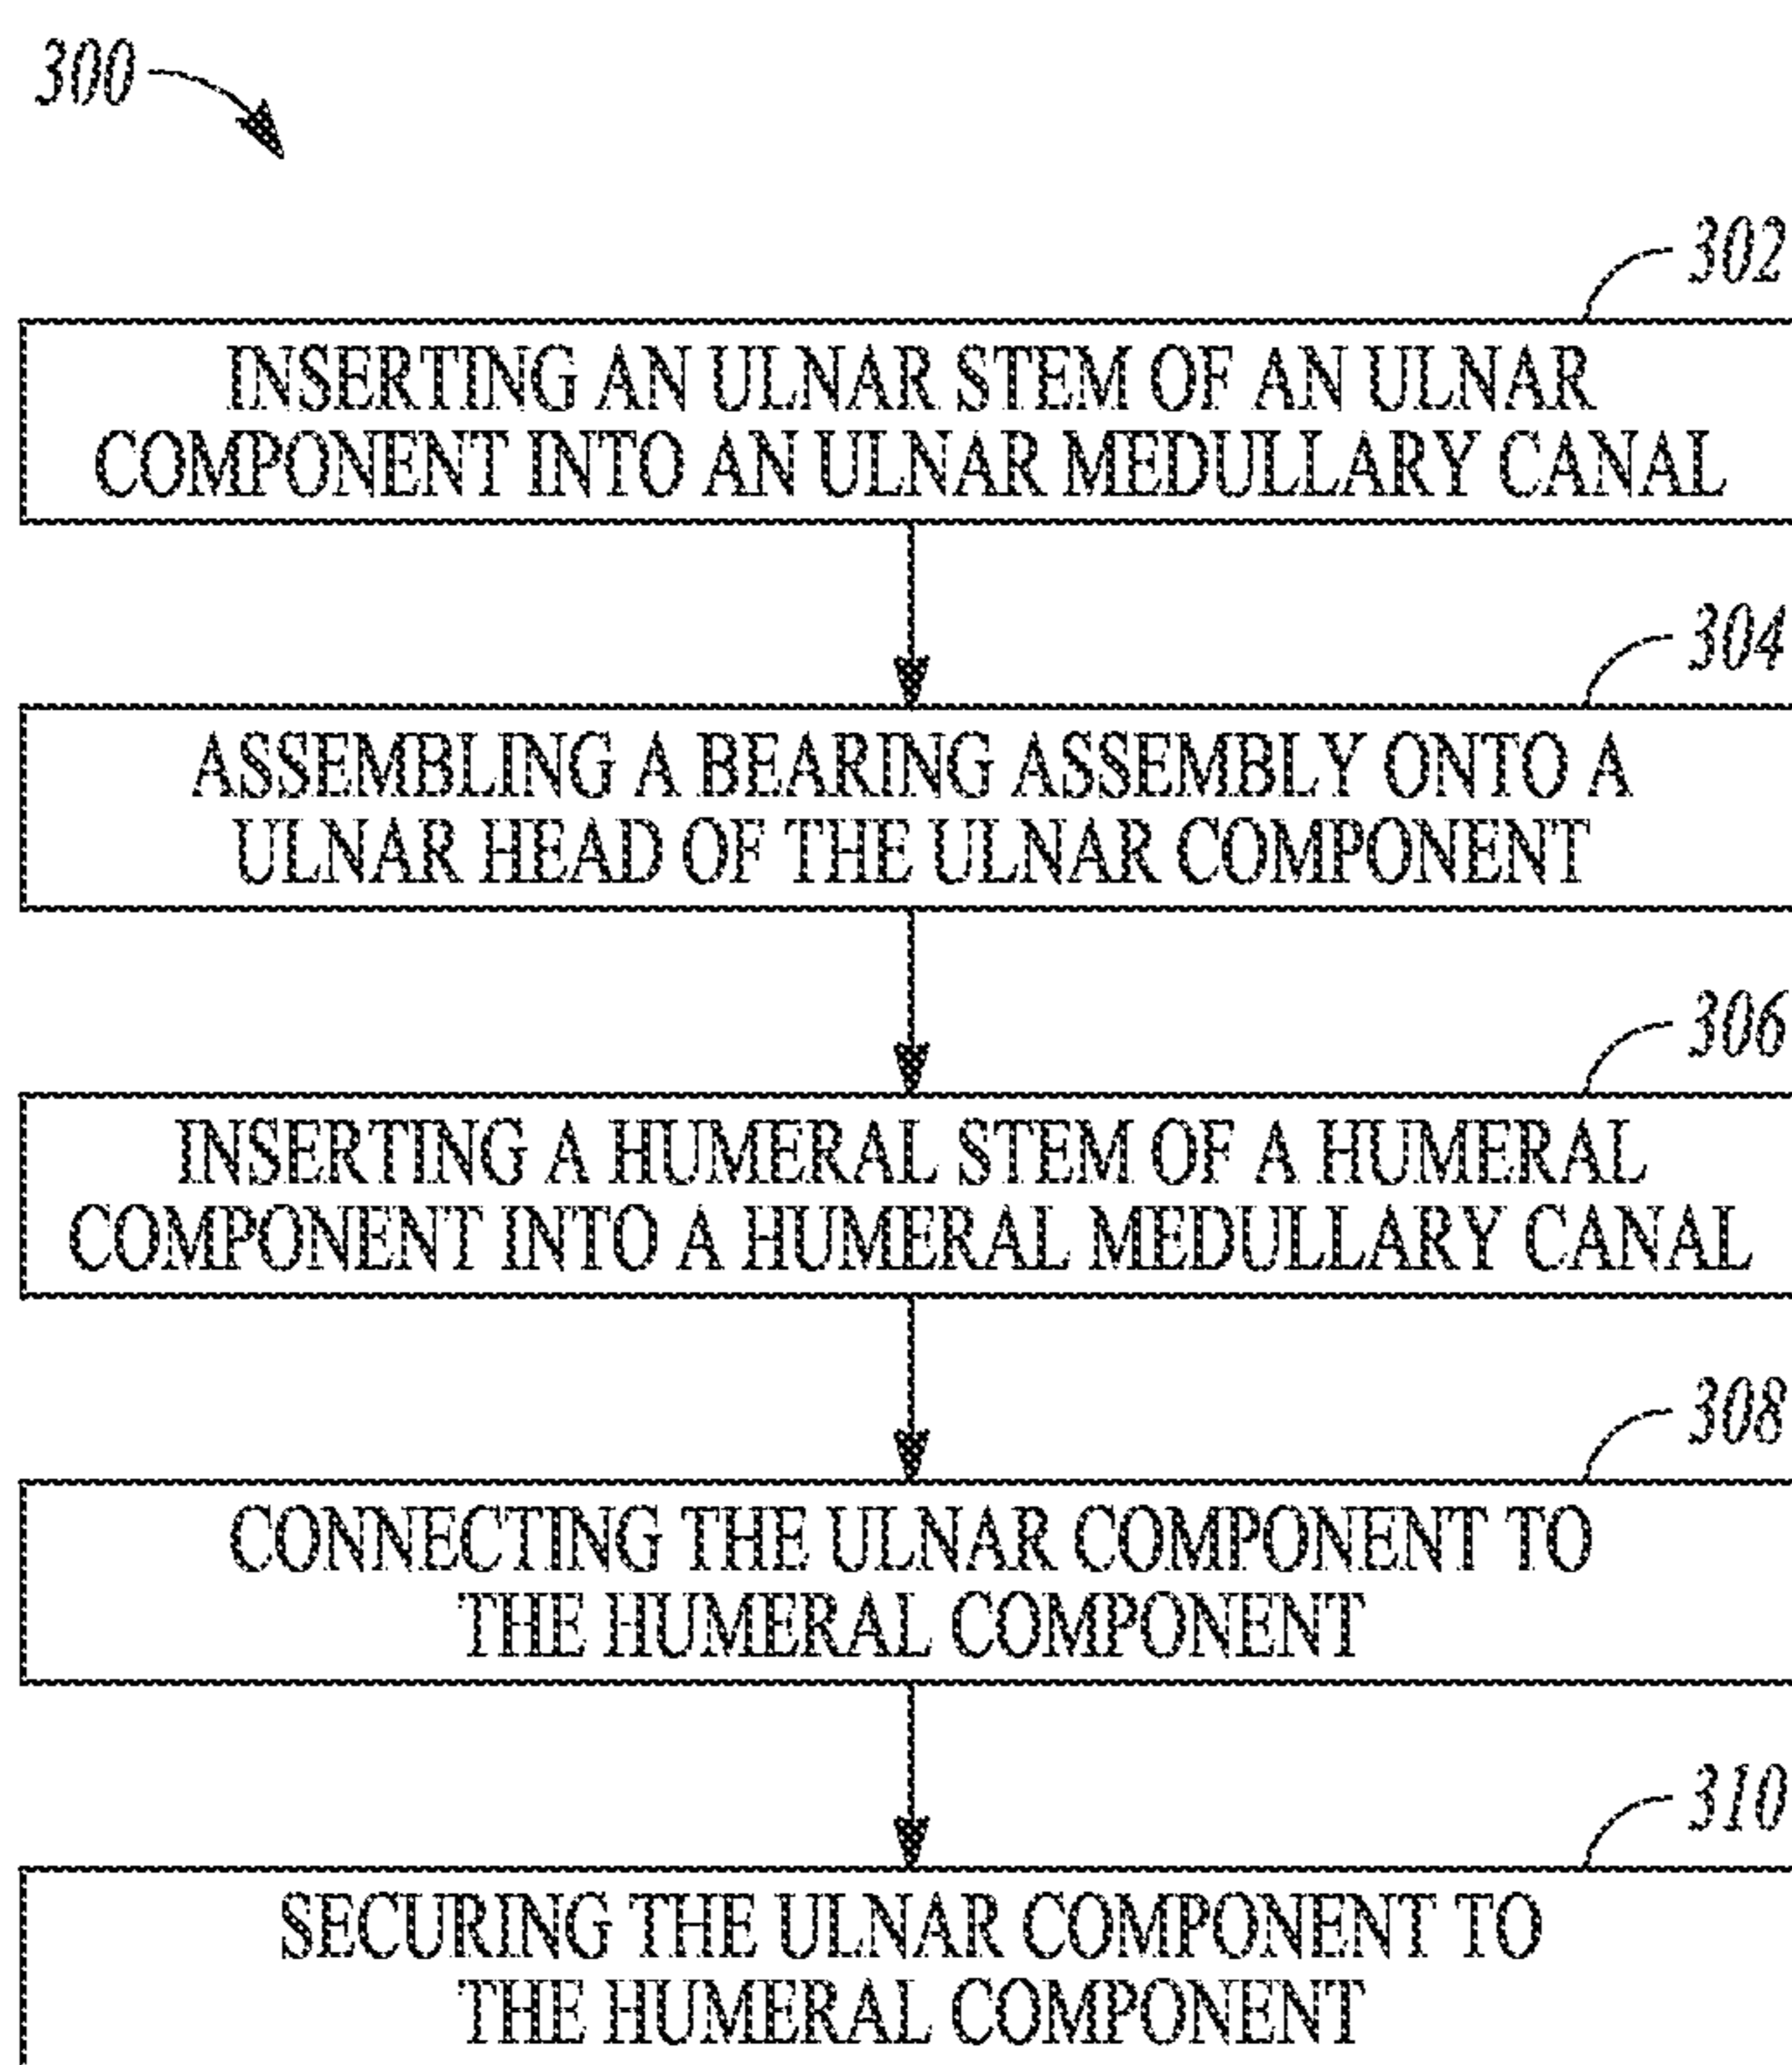 300
302
INSERTING AN ULNAR STEM OF AN ULNAR
COMPONENT INTO AN ULNAR MEDULLARY CANAL
304
ASSEMBLING A BEARING ASSEMBLY ONTO A
ULNAR HEAD OF THE ULNAR COMPONENT
306
INSERTING A HUMERAL STEM OF A HUMERAL
COMPONENT INTO A HUMERAL MEDULLARY CANAL
308
CONNECTING THE ULNAR COMPONENT TO
THE HUMERAL COMPONENT
310
SECURING THE ULNAR COMPONENT TO
THE HUMERAL COMPONENT